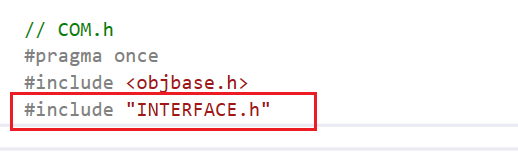 // COM.h
#pragma once
#include <objbase.h>
#include "INTERFACE.h"